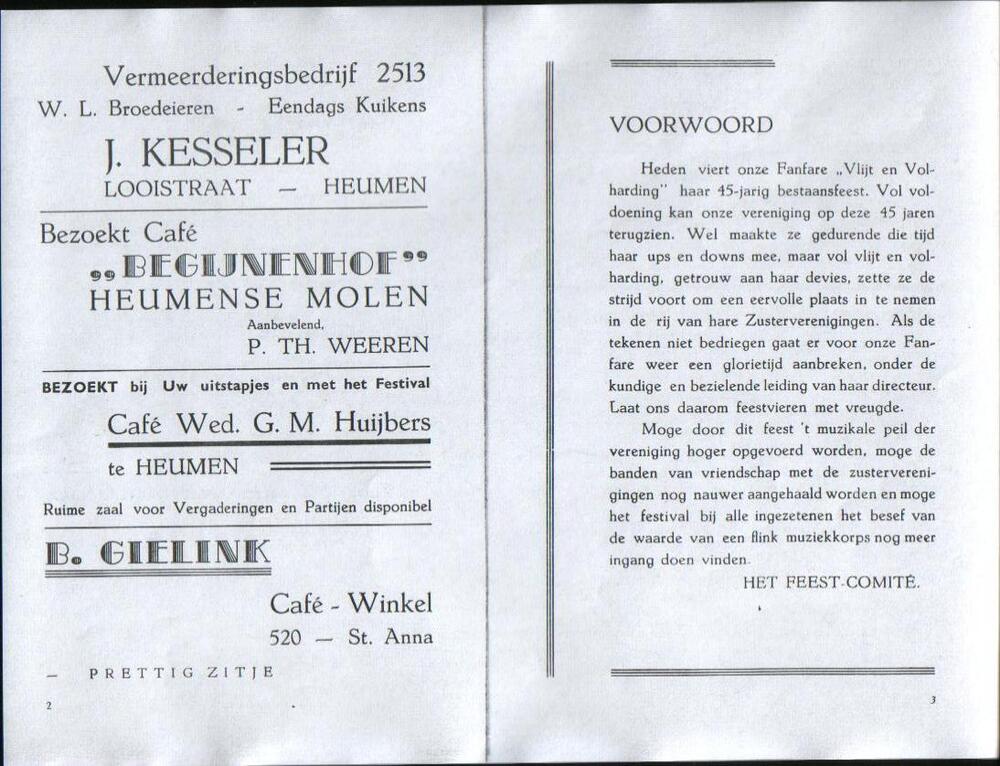 Vermeerderingsbedrijf 2513
W. L. Broedeieren - Eendags Kuikens
J. KESSELER
LOOISTRAAT — HEUMEN
Bezoekt Café
„BEGIJNENHOF”
HEUMENSE MOLEN
Aanbevelend,
P. TH. WEEREN
BEZOEKT bij Uw uitstapjes en met het Festival
Café Wed. G. M. Huijbers
te HEUMEN
Ruime zaal voor Vergaderingen en Partijen disponibel
B. GIELINK
Café - Winkel
520 — St. Anna
— PRETTIG ZITJE
2
VOORWOORD
Heden viert onze Fanfare „Vlijt en Vol-
harding” haar 45-jarig bestaansfeest. Vol vol-
doening kan onze vereniging op deze 45 jaren
terugzien. Wel maakte ze gedurende die tijd
haar ups en downs mee, maar vol vlijt en vol-
harding, getrouw aan haar devies, zette ze de
strijd voort om een eervolle plaats in te nemen
in de rij van hare Zusterverenigingen. Als de
tekenen niet bedriegen gaat er voor onze Fan-
fare weer een glorietijd aanbreken, onder de
kundige en bezielende leiding van haar directeur.
Laat ons daarom feestvieren met vreugde.
Moge door dit feest 't muzikale peil der
vereniging hoger opgevoerd worden, moge de
banden van vriendschap met de zustervereni-
gingen nog nauwer aangehaald worden en moge
het festival bij alle ingezetenen het besef van
de waarde van een flink muziekkorps nog meer
ingang doen vinden.
HET FEEST-COMITÉ.
3